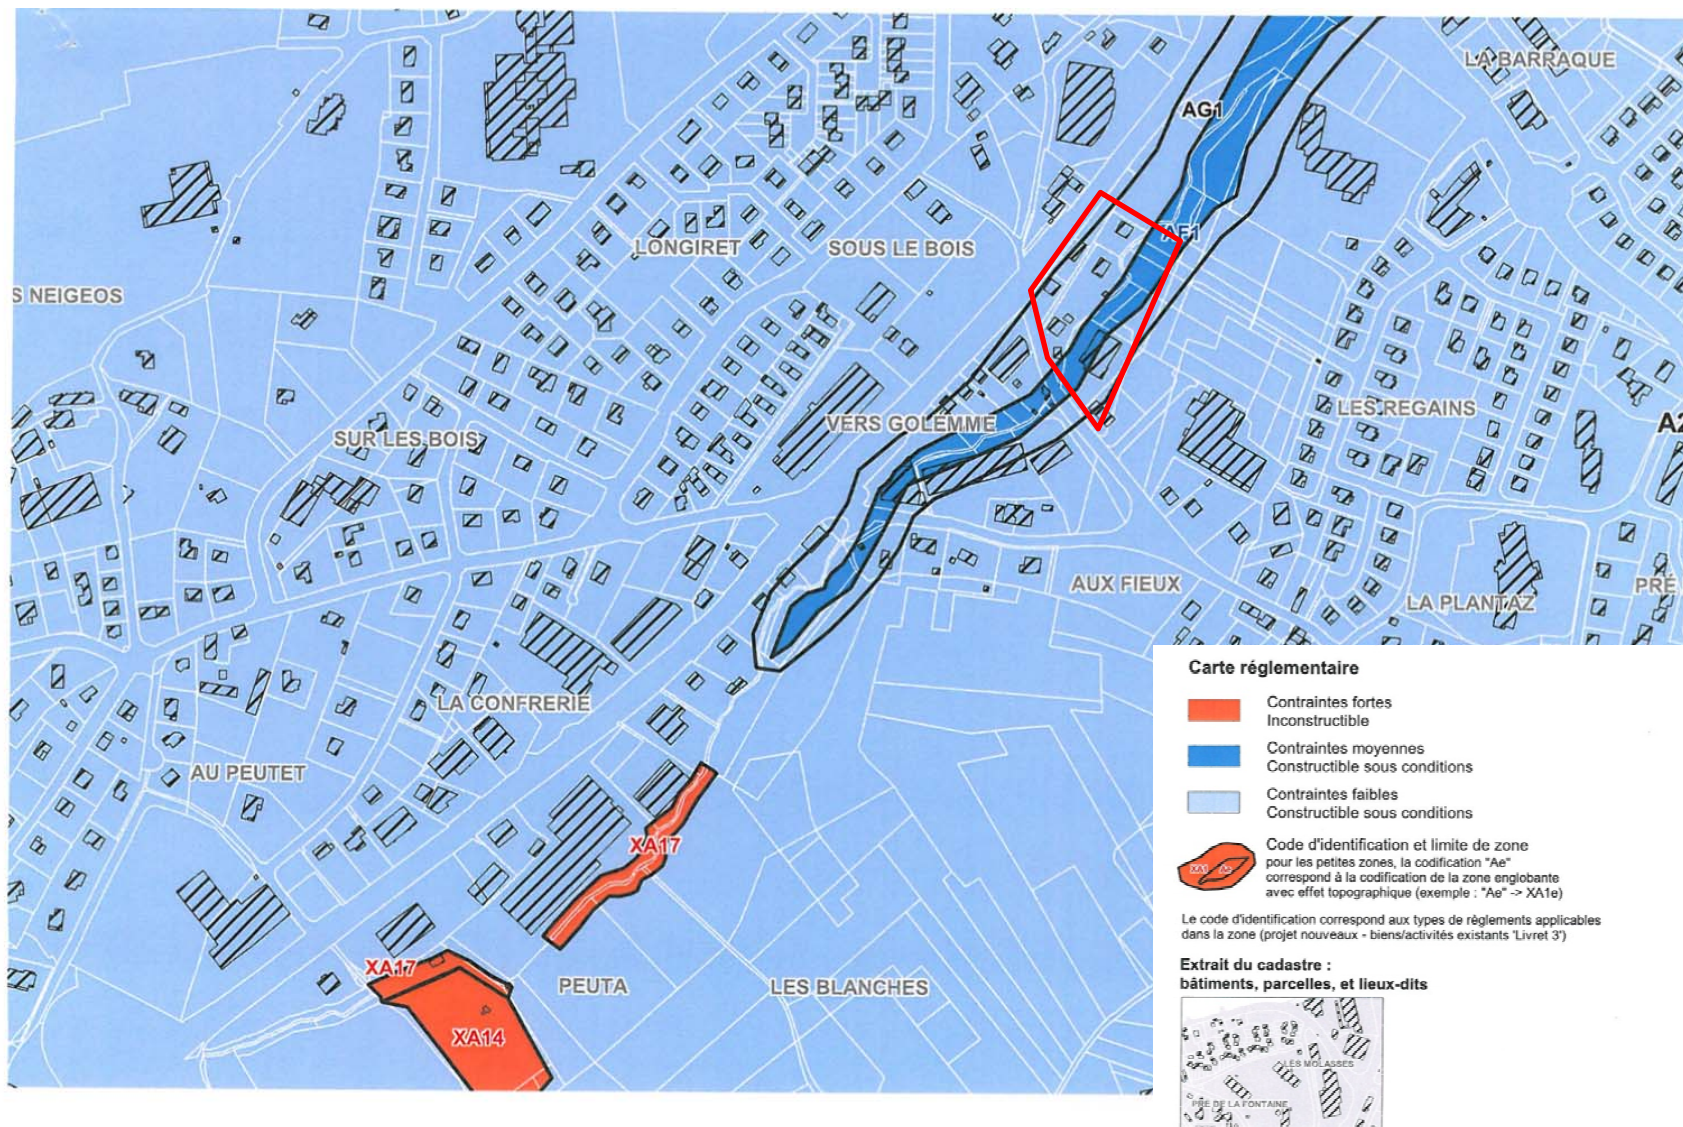 LA BARRAQUE
AG1
AF1
LONGIRET
SOUS LE BOIS
S NEIGEOS
LES REGAINS
VERS GOLEMME
SUR LES BOIS
A2
AUX FIEUX
LA PLANTAZ
PRÉ
LA CONFRERIE
AU PEUTET
XA17
XA17
PEUTA
LES BLANCHES
XA14
Carte réglementaire
Contraintes fortes
Inconstructible
Contraintes moyennes
Constructible sous conditions
Contraintes faibles
Constructible sous conditions
XA1 Ae
Code d'identification et limite de zone
pour les petites zones, la codification "Ae"
correspond à la codification de la zone englobante
avec effet topographique (exemple : "Ae" -> XA1e)
Le code d'identification correspond aux types de règlements applicables
dans la zone (projet nouveaux - biens/activités existants 'Livret 3')
Extrait du cadastre :
bâtiments, parcelles, et lieux-dits
LES MOLASSES
PRÉ DE LA FONTAINE